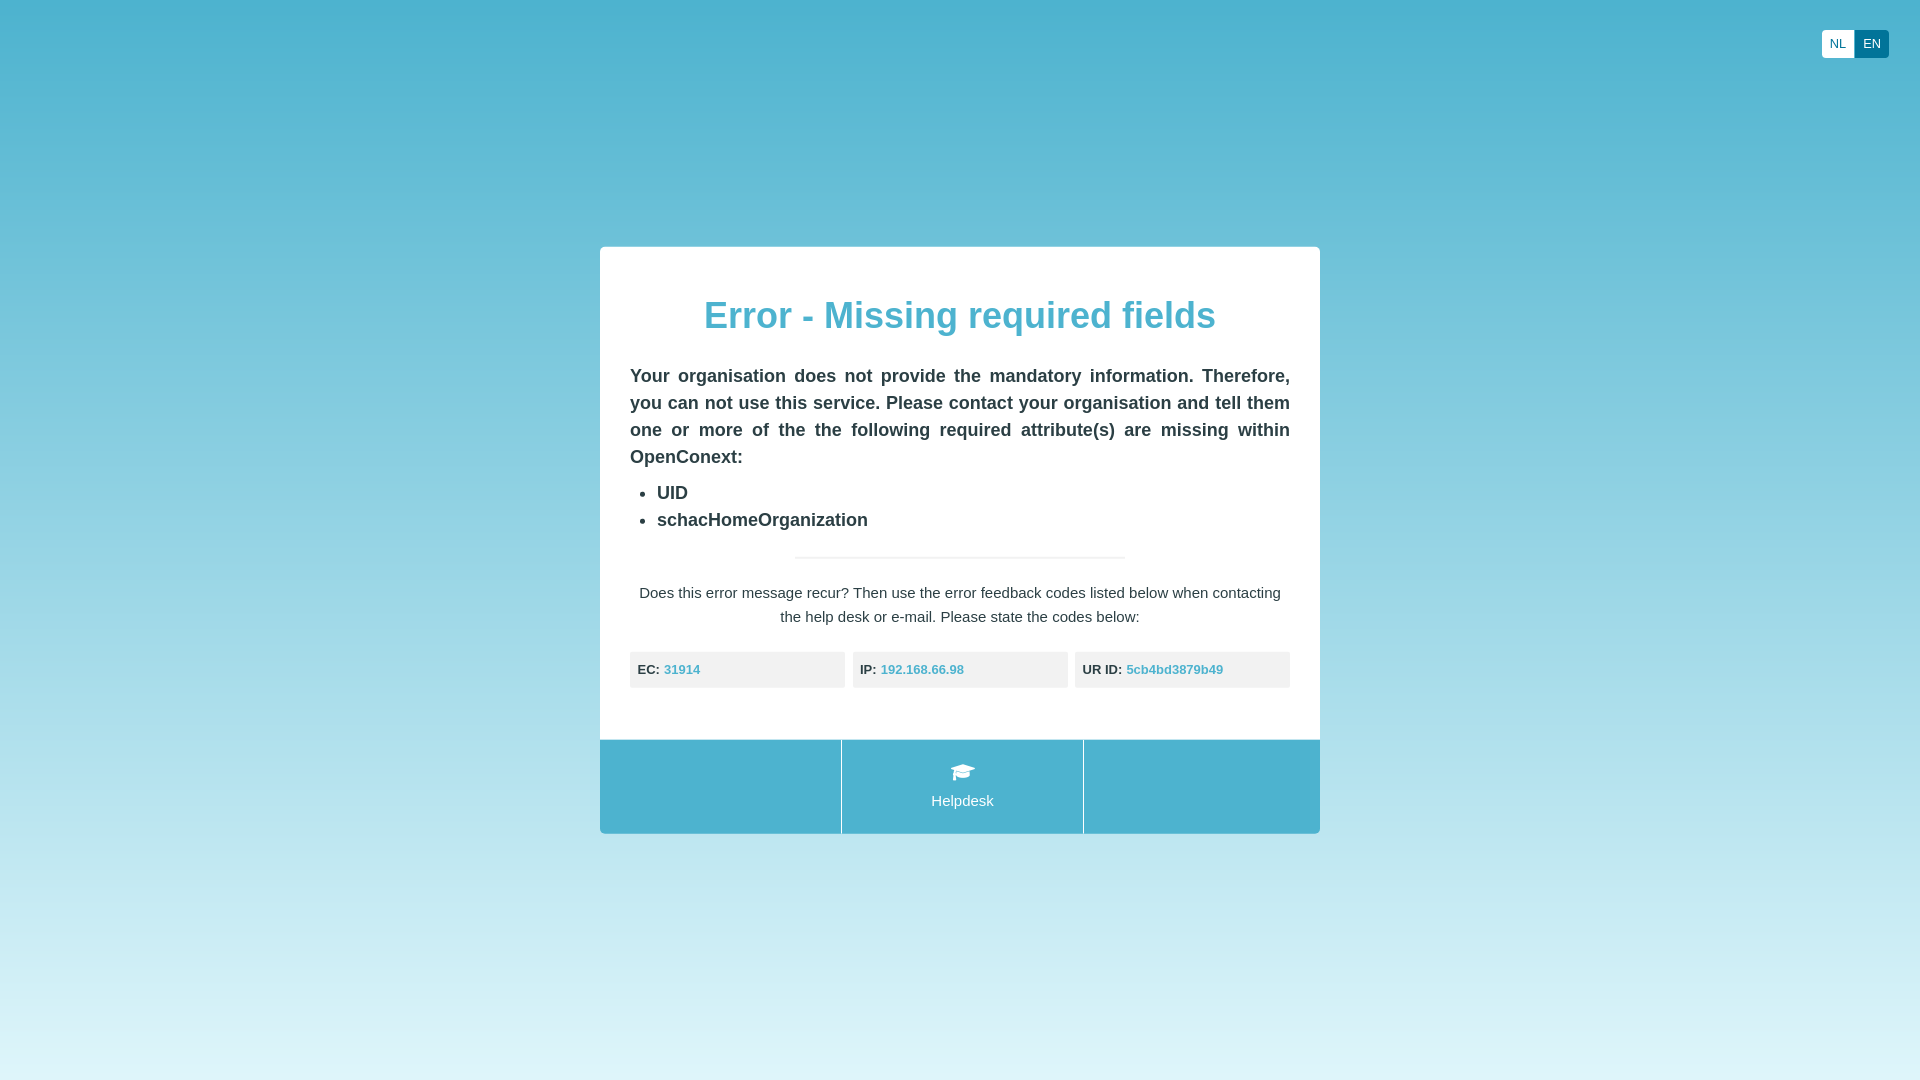 NL EN
Error - Missing required fields
Your organisation does not provide the mandatory information. Therefore,
you can not use this service. Please contact your organisation and tell them
one or more of the the following required attribute(s) are missing within
OpenConext:
• UID
• schacHomeOrganization
Does this error message recur? Then use the error feedback codes listed below when contacting
the help desk or e-mail. Please state the codes below:
EC: 31914 IP: 192.168.66.98 UR ID: 5cb4bd3879b49
Helpdesk